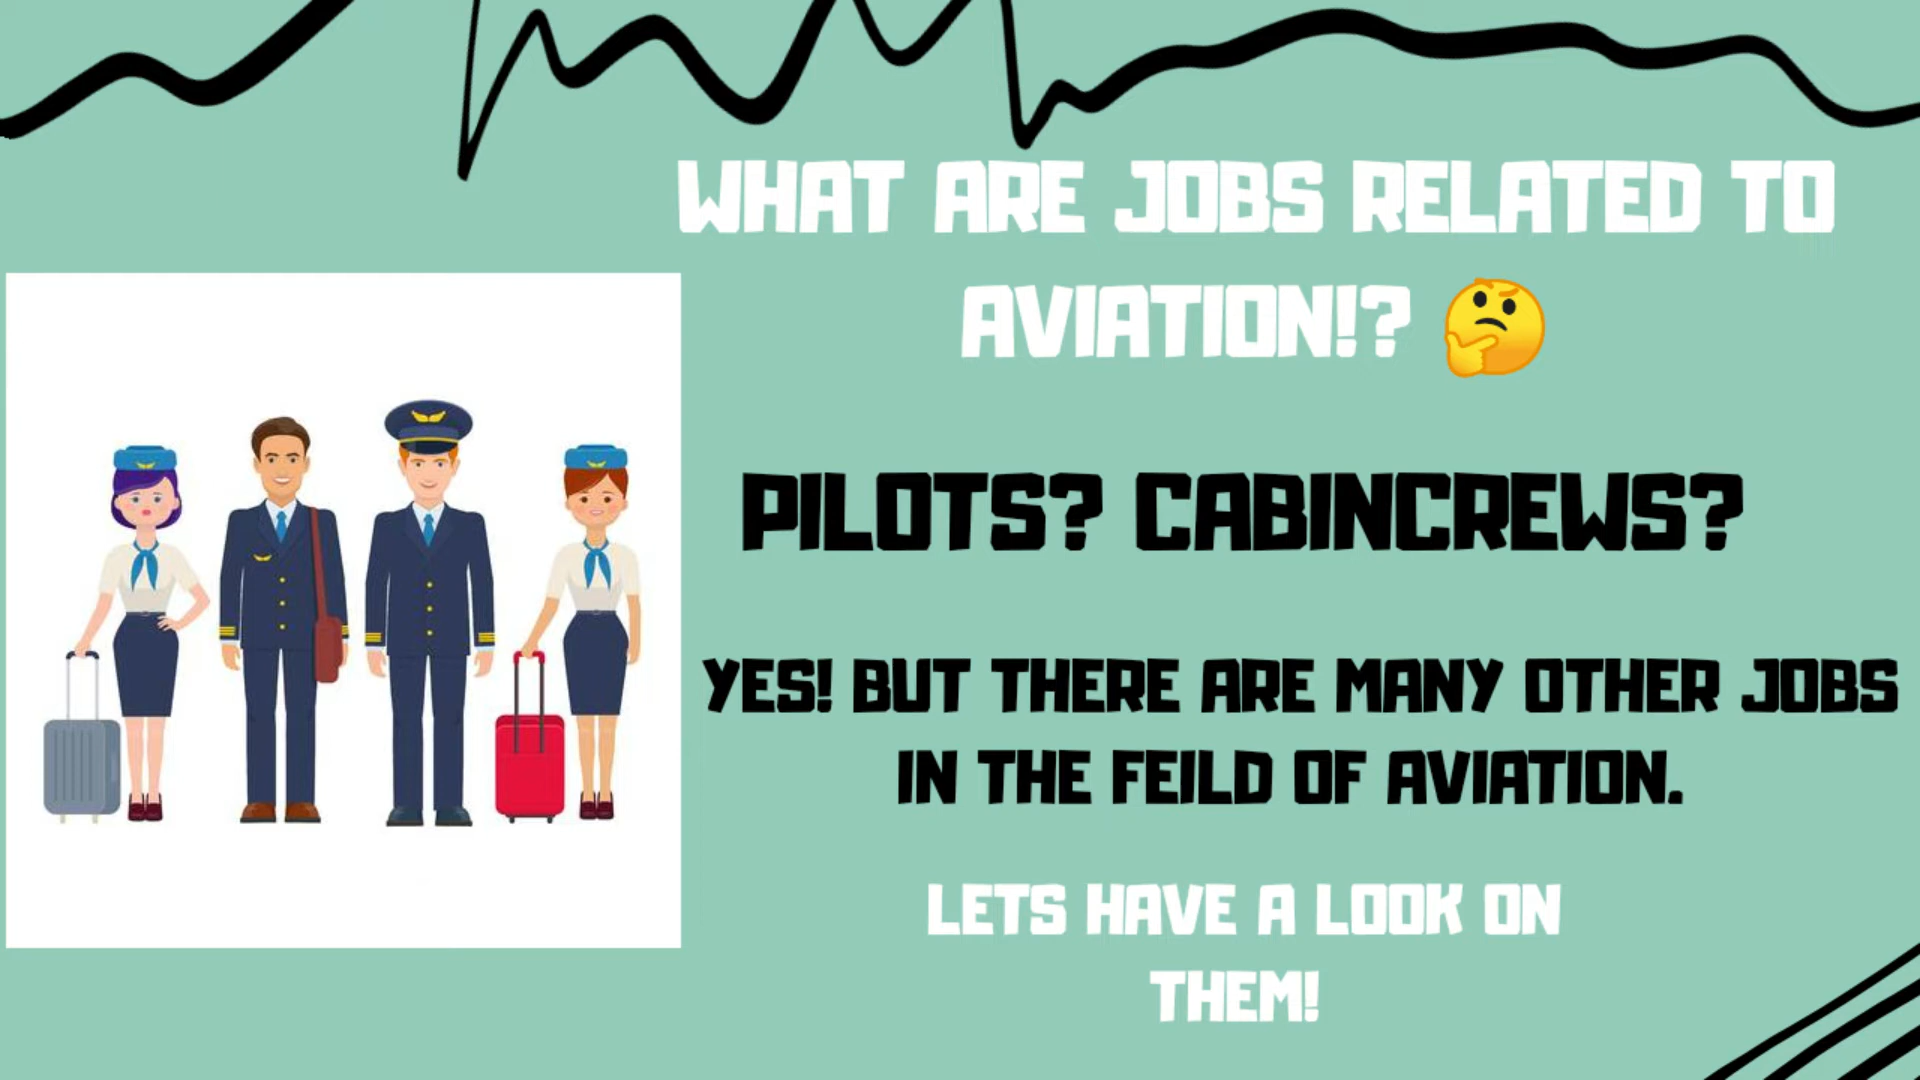 WHAT ARE JOBS RELATED TO
AVIATION!? 🤔
PILOTS? CABINCREWS?
YES! BUT THERE ARE MANY OTHER JOBS
IN THE FEILD OF AVIATION.
LETS HAVE A LOOK ON
THEM!